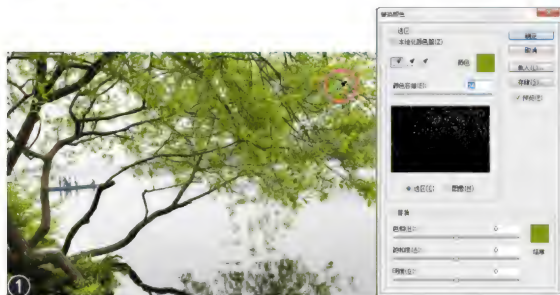 替换颜色
选区
本地化颜色簇(Z)
颜色
颜色容差(F):
选区(C)
图像(M)
替换
色相(H):
0
饱和度(A):
0
明度(G):
0
结果
确定
取消
载入(L)...
存储(S)...
预览(P)
①